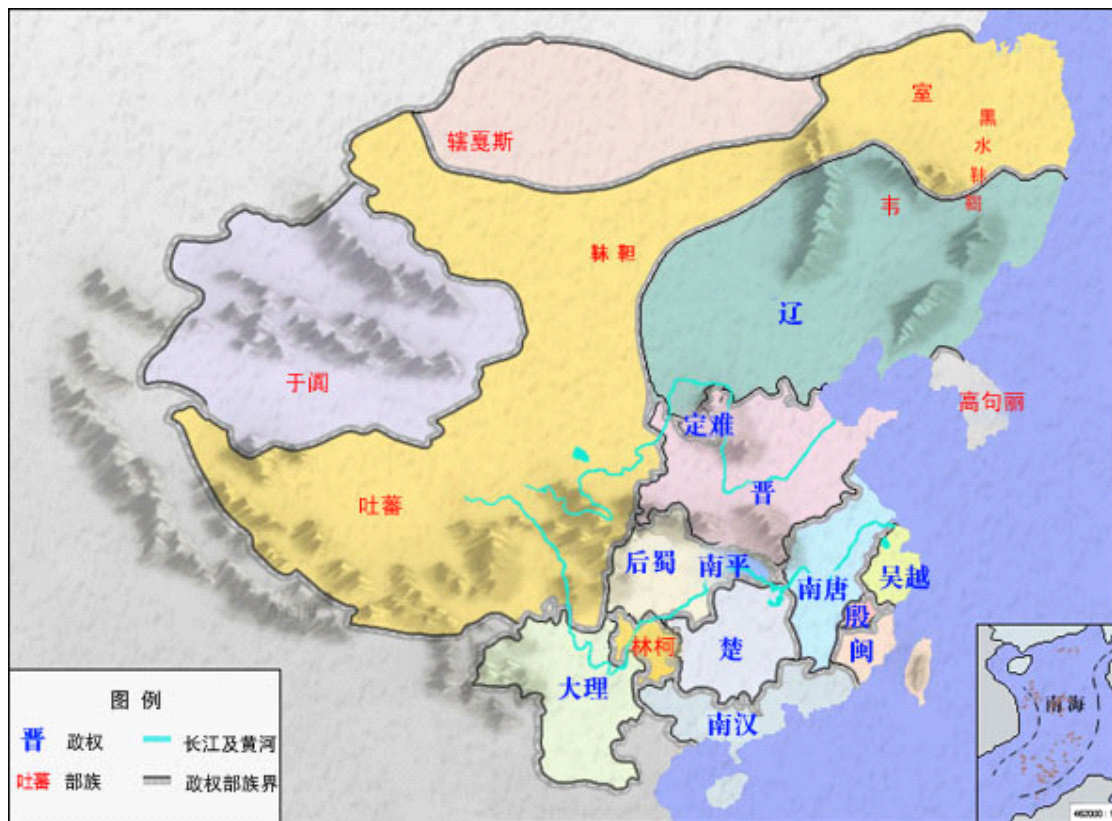 室
黑
水
靺
鞨
辖戛斯
韦
靺鞨
辽
于阗
高句丽
定难
晋
吐蕃
后蜀
南平
吴越
南唐
殷
楚
林柯
闽
大理
南汉
南海
图例
晋 政权
长江及黄河
吐蕃 部族
政权部族界